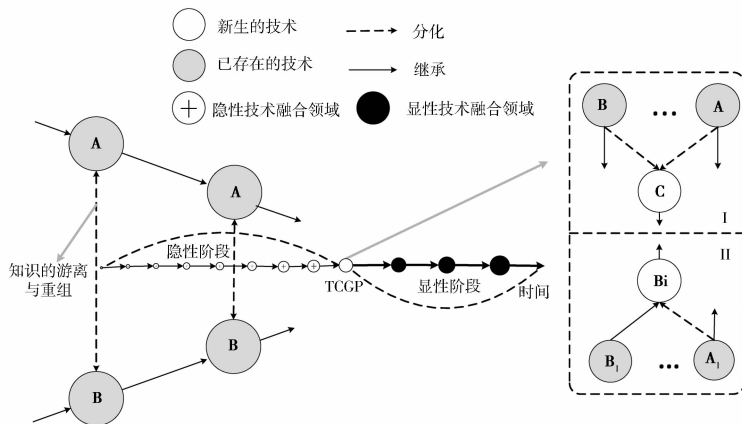 新生的技术
分化
已存在的技术
继承
+
隐性技术融合领域
显性技术融合领域
A
A
隐性阶段
知识的游离
与重组
TCGP
显性阶段
时间
B
B
B
...
A
C
I
II
Bi
B1
...
A1